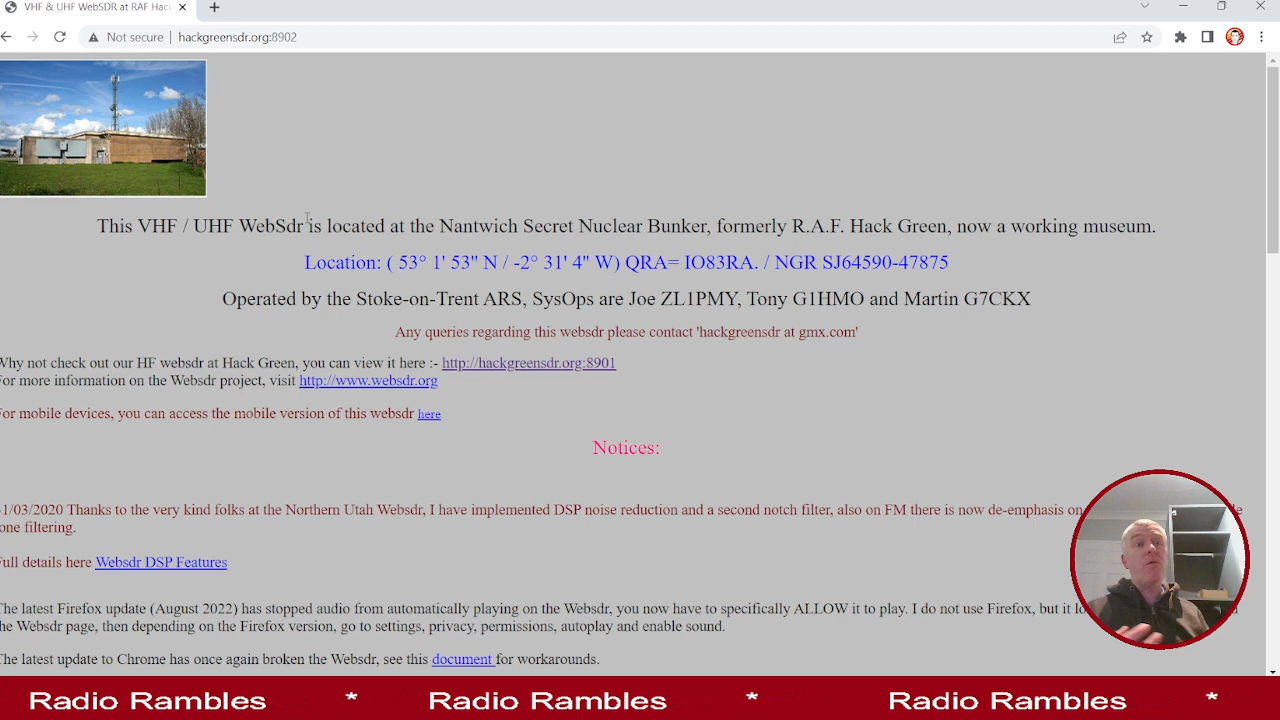 VHF & UHF WebSDR at RAF Hac
Not secure | hackgreensdr.org:8902
This VHF / UHF WebSdr is located at the Nantwich Secret Nuclear Bunker, formerly R.A.F. Hack Green, now a working museum.
Location: ( 53° 1' 53" N / -2° 31' 4" W) QRA= IO83RA. / NGR SJ64590-47875
Operated by the Stoke-on-Trent ARS, SysOps are Joe ZL1PMY, Tony G1HMO and Martin G7CKX
Any queries regarding this websdr please contact 'hackgreensdr at gmx.com'
Why not check out our HF websdr at Hack Green, you can view it here :- http://hackgreensdr.org:8901
For more information on the Websdr project, visit http://www.websdr.org
For mobile devices, you can access the mobile version of this websdr here
Notices:
1/03/2020 Thanks to the very kind folks at the Northern Utah Websdr, I have implemented DSP noise reduction and a second notch filter, also on FM there is now de-emphasis on
one filtering.
Full details here Websdr DSP Features
The latest Firefox update (August 2022) has stopped audio from automatically playing on the Websdr, you now have to specifically ALLOW it to play. I do not use Firefox, but it
the Websdr page, then depending on the Firefox version, go to settings, privacy, permissions, autoplay and enable sound.
The latest update to Chrome has once again broken the Websdr, see this document for workarounds.
Radio Rambles * Radio Rambles * Radio Rambles *